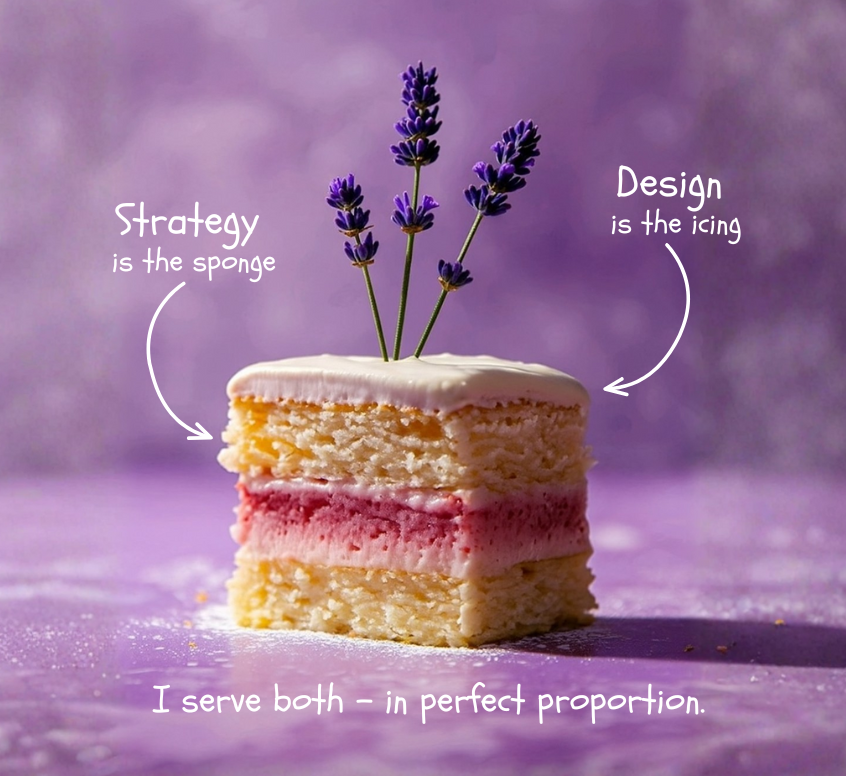 Strategy
is the sponge
Design
is the icing
I serve both – in perfect proportion.